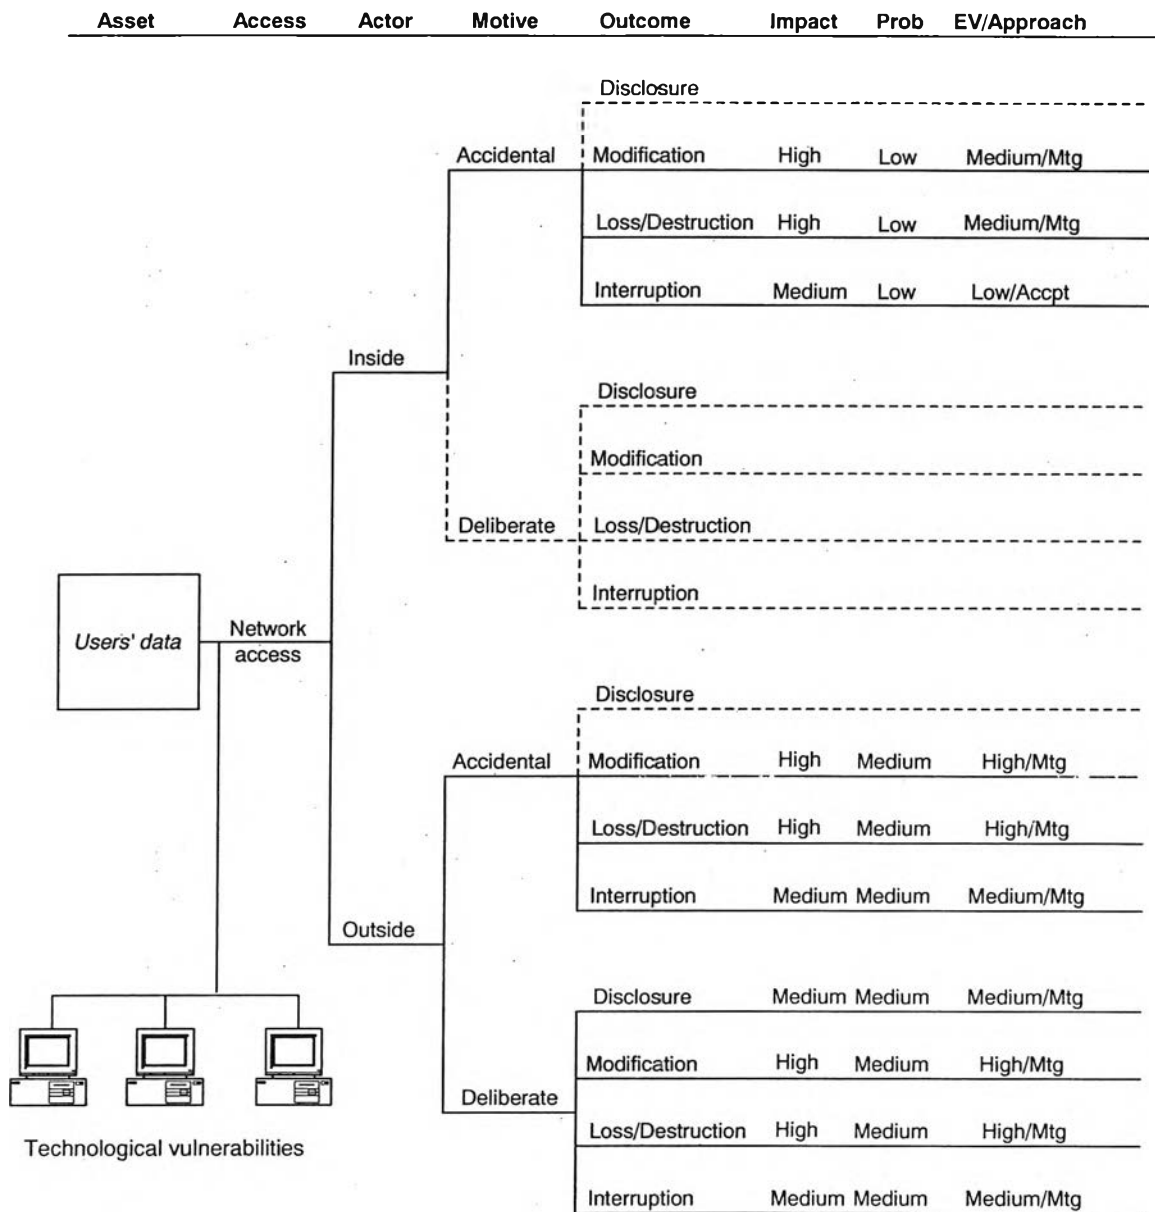 Asset Access Actor Motive Outcome Impact Prob EV/Approach
Disclosure
Accidental Modification High Low Medium/Mtg
Loss/Destruction High Low Medium/Mtg
Interruption Medium Low Low/Accpt
Inside
Disclosure
Modification
Deliberate Loss/Destruction
Interruption
Users' data Network
access
Disclosure
Accidental Modification High Medium High/Mtg
Loss/Destruction High Medium High/Mtg
Interruption Medium Medium Medium/Mtg
Outside
Disclosure Medium Medium Medium/Mtg
Modification High Medium High/Mtg
Deliberate
Loss/Destruction High Medium High/Mtg
Technological vulnerabilities
Interruption Medium Medium Medium/Mtg